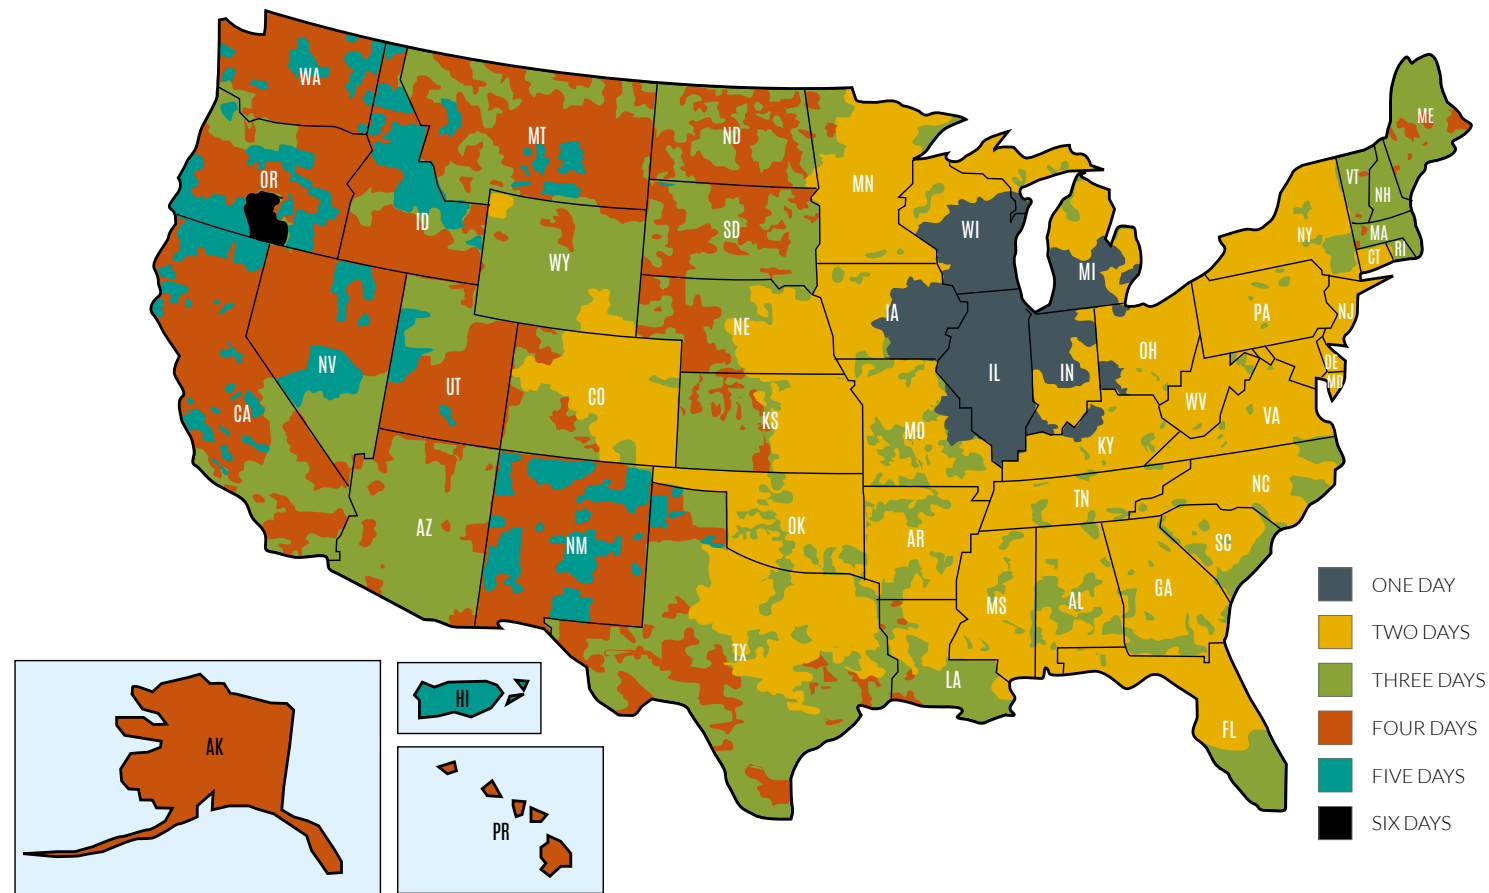 WA
OR
CA
NV
ID
MT
WY
UT
AZ
CO
NM
ND
SD
NE
KS
OK
TX
MN
IA
MO
AR
LA
WI
IL
MI
IN
OH
KY
TN
MS
AL
GA
FL
SC
NC
VA
WV
PA
NY
NJ
DE
MD
CT
RI
MA
NH
VT
ME
AK
HI
PR
ONE DAY
TWO DAYS
THREE DAYS
FOUR DAYS
FIVE DAYS
SIX DAYS